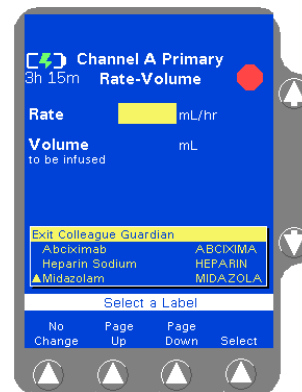 Channel A Primary
3h 15m Rate-Volume
Rate mL/hr
Volume mL
to be infused
Exit Colleague Guardian
Abciximab ABCIXIMA
Heparin Sodium HEPARIN
Midazolam MIDAZOLA
Select a Label
No Change Page Up Page Down Select